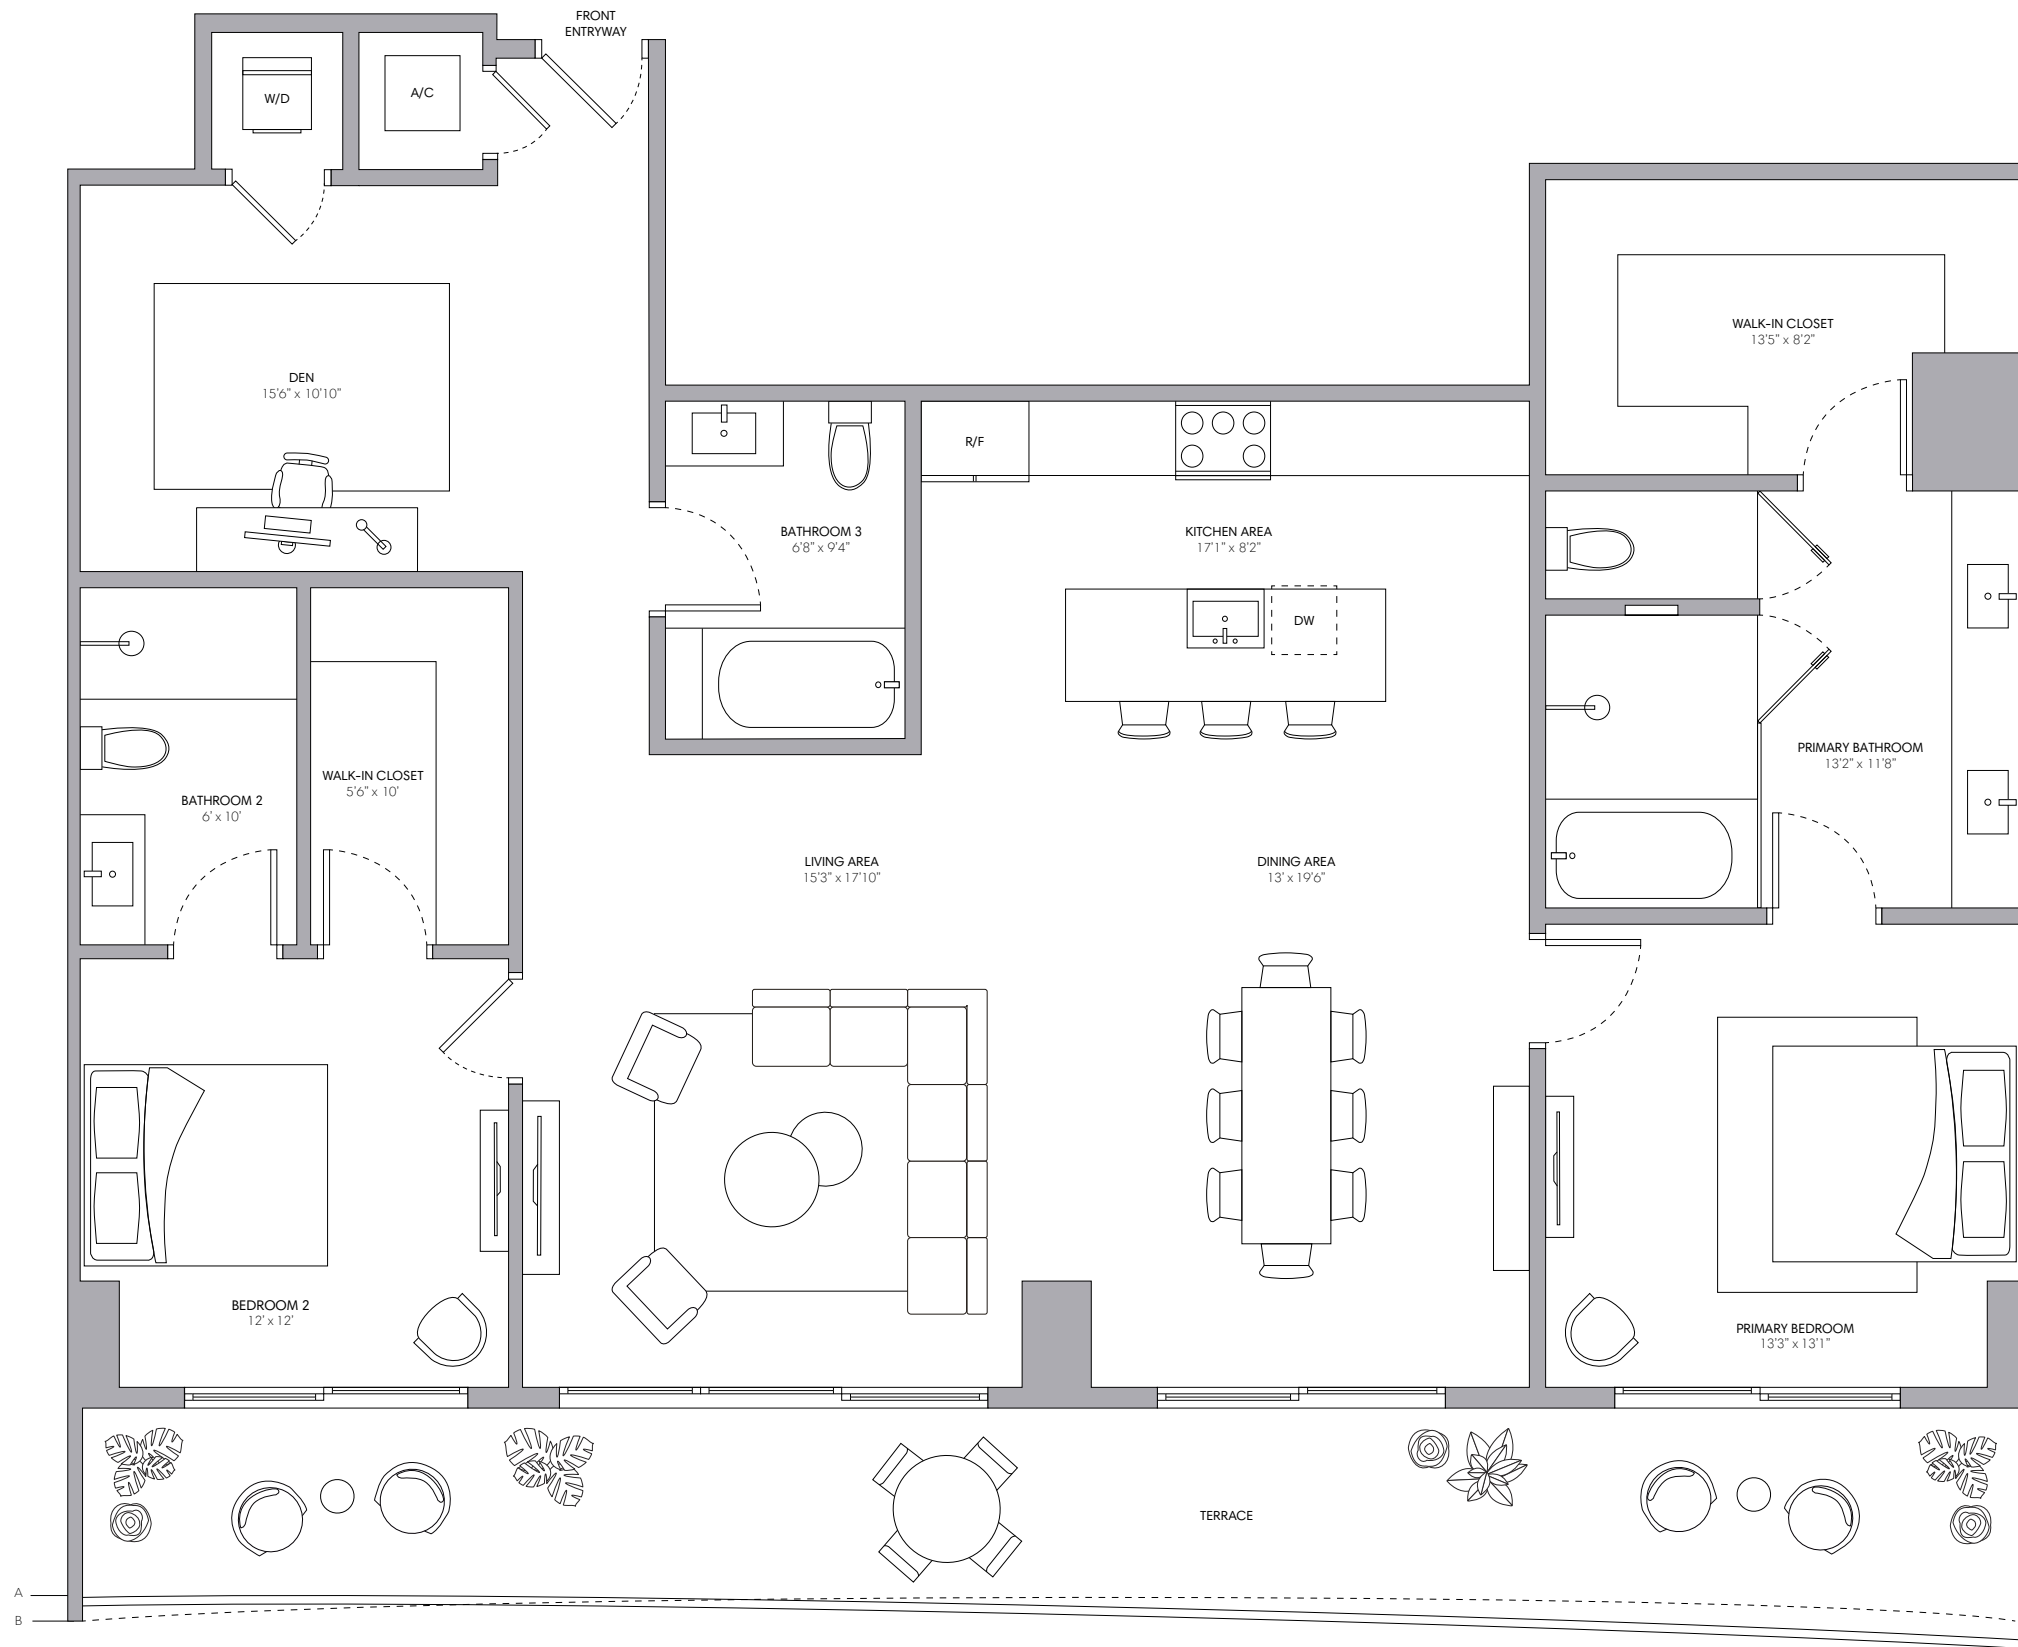 FRONT
ENTRYWAY
W/D
A/C
DEN
15'6" x 10'10"
WALK-IN CLOSET
13'5" x 8'2"
R/F
BATHROOM 3
6'8" x 9'4"
KITCHEN AREA
17'1" x 8'2"
DW
WALK-IN CLOSET
5'6" x 10'
BATHROOM 2
6' x 10'
PRIMARY BATHROOM
13'2" x 11'8"
LIVING AREA
15'3" x 17'10"
DINING AREA
13' x 19'6"
BEDROOM 2
12' x 12'
PRIMARY BEDROOM
13'3" x 13'1"
TERRACE
A
B